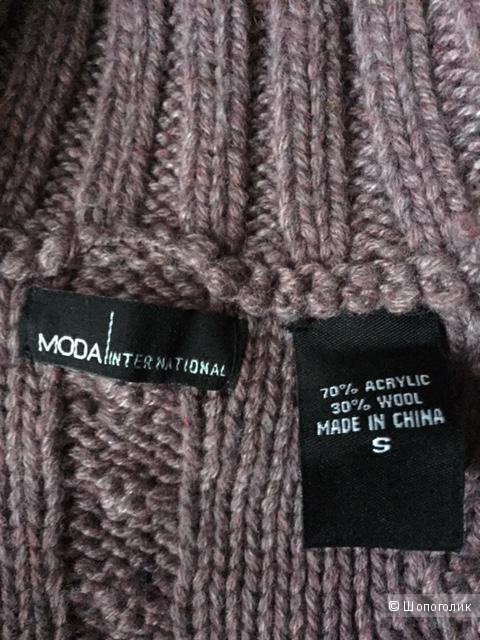 MODA INTERNATIONAL
70% ACRYLIC
30% WOOL
MADE IN CHINA
S
© Шопоголик